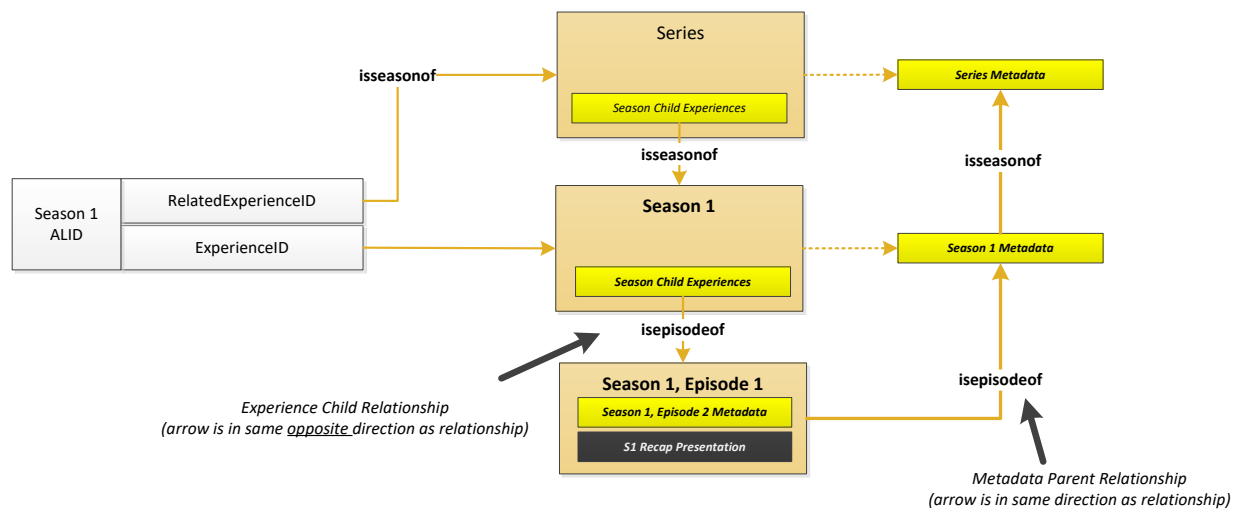 Series
isseasonof
Series Metadata
Season Child Experiences
isseasonof
isseasonof
RelatedExperienceID
Season 1
ALID
Season 1
ExperienceID
Season 1 Metadata
Season Child Experiences
isepisodeof
Season 1, Episode 1
isepisodeof
Experience Child Relationship
(arrow is in same opposite direction as relationship)
Season 1, Episode 2 Metadata
S1 Recap Presentation
Metadada Parent Relationship
(arrow is in same direction as relationship)